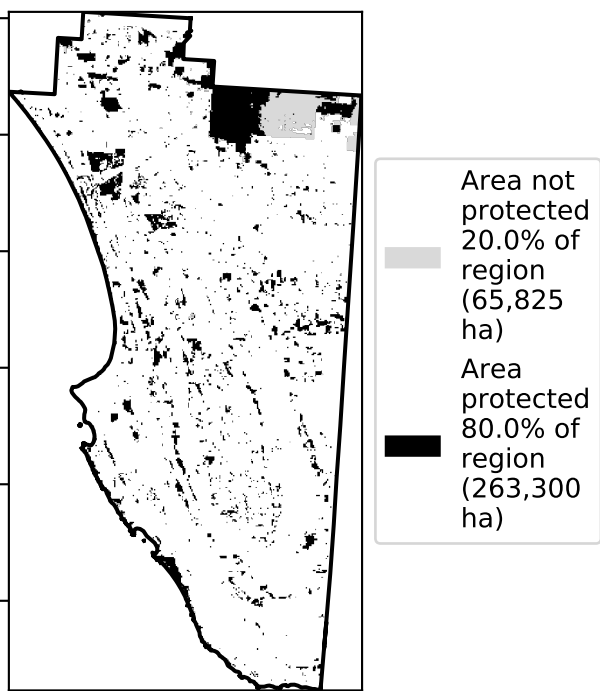 Area not
protected
20.0% of
region
(65,825
ha)
Area
protected
80.0% of
region
(263,300
ha)